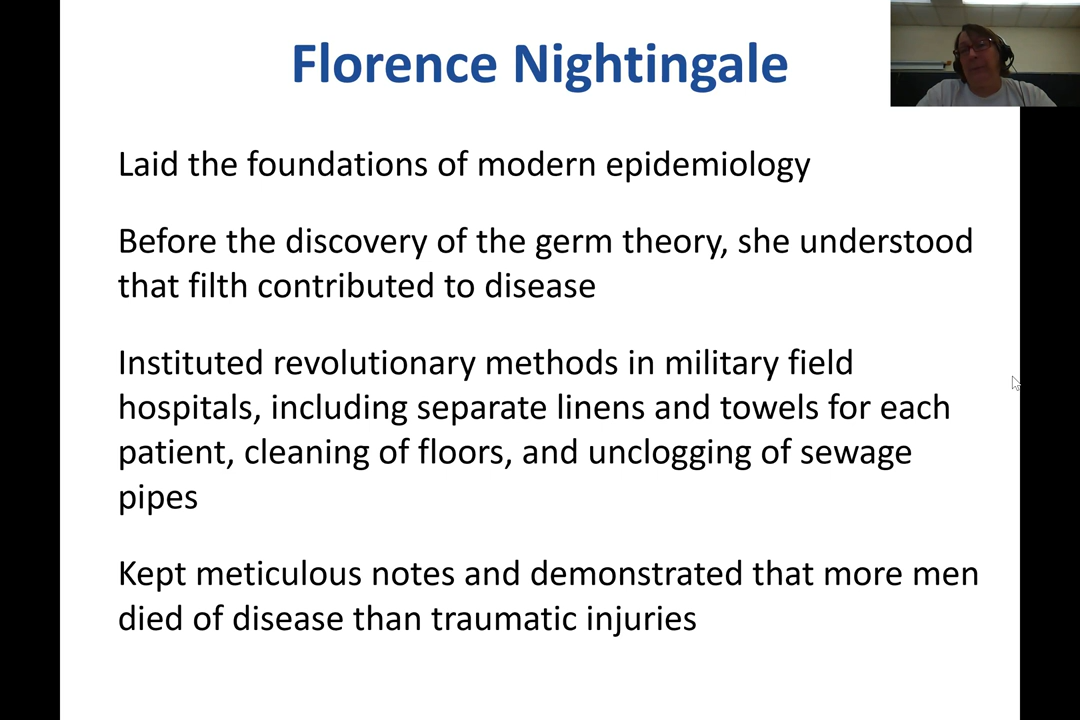 Florence Nightingale
Laid the foundations of modern epidemiology
Before the discovery of the germ theory, she understood
that filth contributed to disease
Instituted revolutionary methods in military field
hospitals, including separate linens and towels for each
patient, cleaning of floors, and unclogging of sewage
pipes
Kept meticulous notes and demonstrated that more men
died of disease than traumatic injuries